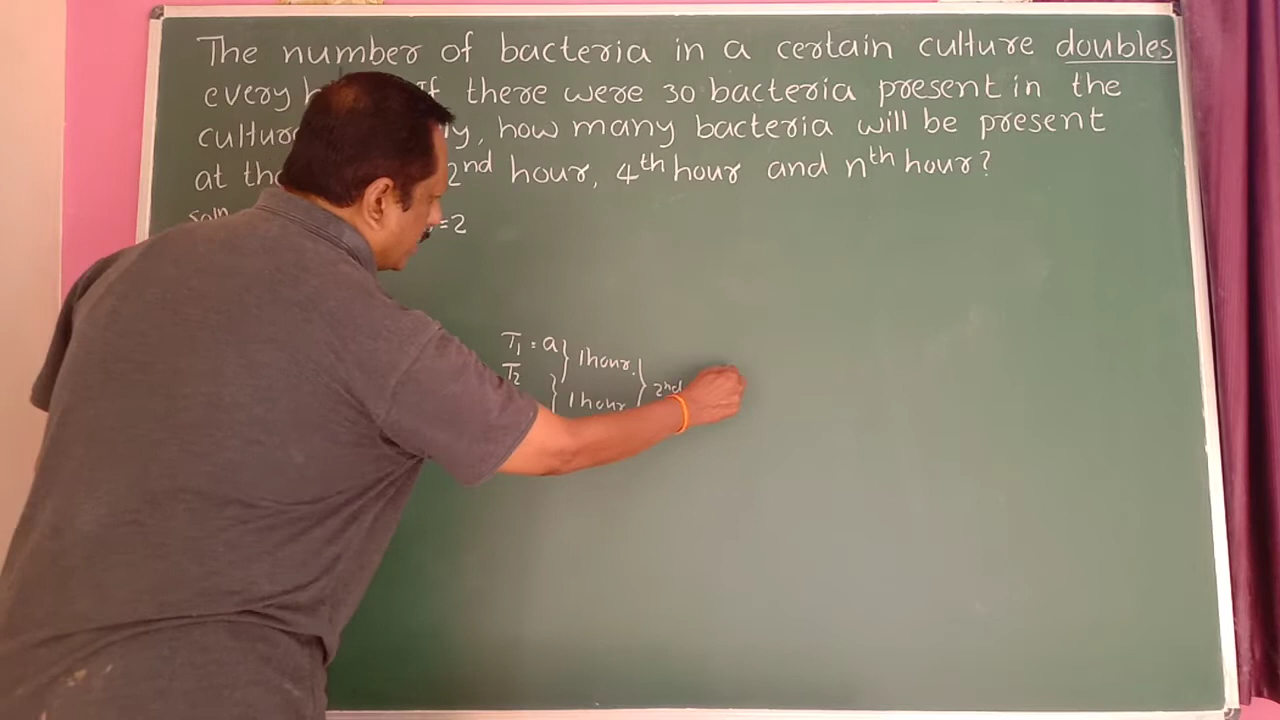 The number of bacteria in a certain culture doubles
every If there were 30 bacteria present in the
how many bacteria will be present
at 2nd hour, 4th hour and nth hour?
Soln =2
T1 = a } 1 hour.
T2 } 2nd
} 1 hour